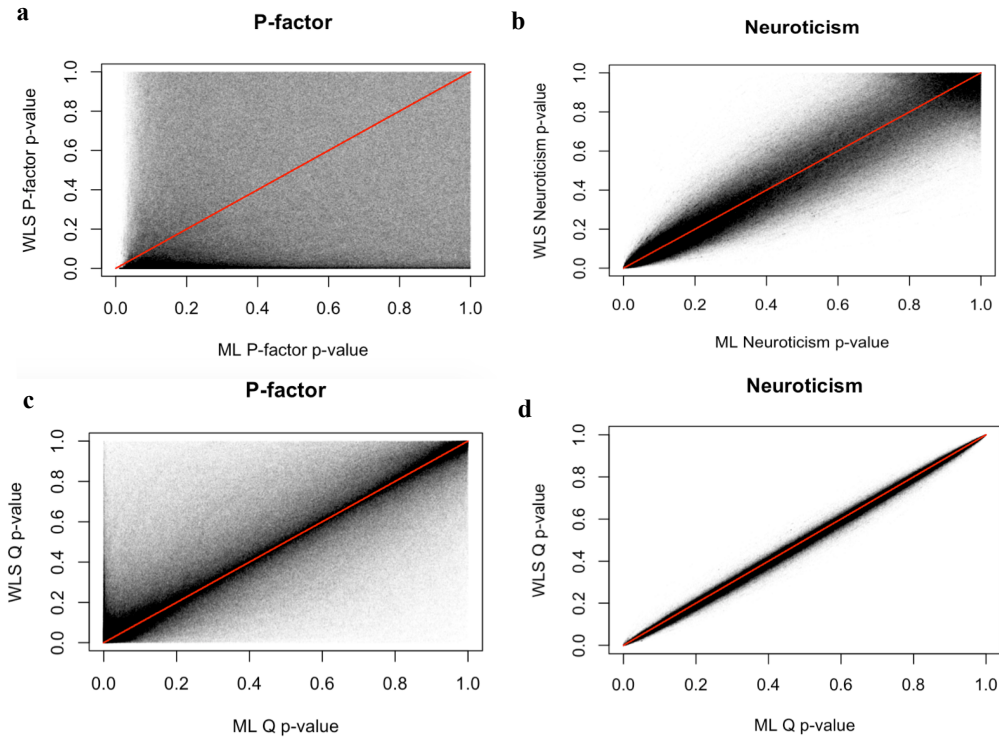 a
P-factor
WLS P-factor p-value
0.0 0.2 0.4 0.6 0.8 1.0
0.0 0.2 0.4 0.6 0.8 1.0
ML P-factor p-value
b
Neuroticism
WLS Neuroticism p-value
0.0 0.2 0.4 0.6 0.8 1.0
0.0 0.2 0.4 0.6 0.8 1.0
ML Neuroticism p-value
c
P-factor
WLS Q p-value
0.0 0.2 0.4 0.6 0.8 1.0
0.0 0.2 0.4 0.6 0.8 1.0
ML Q p-value
d
Neuroticism
WLS Q p-value
0.0 0.2 0.4 0.6 0.8 1.0
0.0 0.2 0.4 0.6 0.8 1.0
ML Q p-value